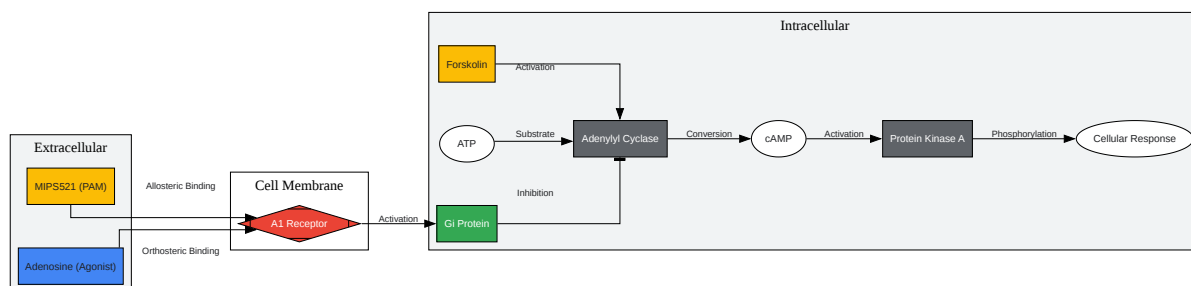 Extracellular
MIPS521 (PAM)
Adenosine (Agonist)
Allosteric Binding
Orthosteric Binding
Cell Membrane
A1 Receptor
Activation
Intracellular
Forskolin
Activation
ATP
Substrate
Adenylyl Cyclase
Conversion
cAMP
Activation
Protein Kinase A
Phosphorylation
Cellular Response
Inhibition
Gi Protein